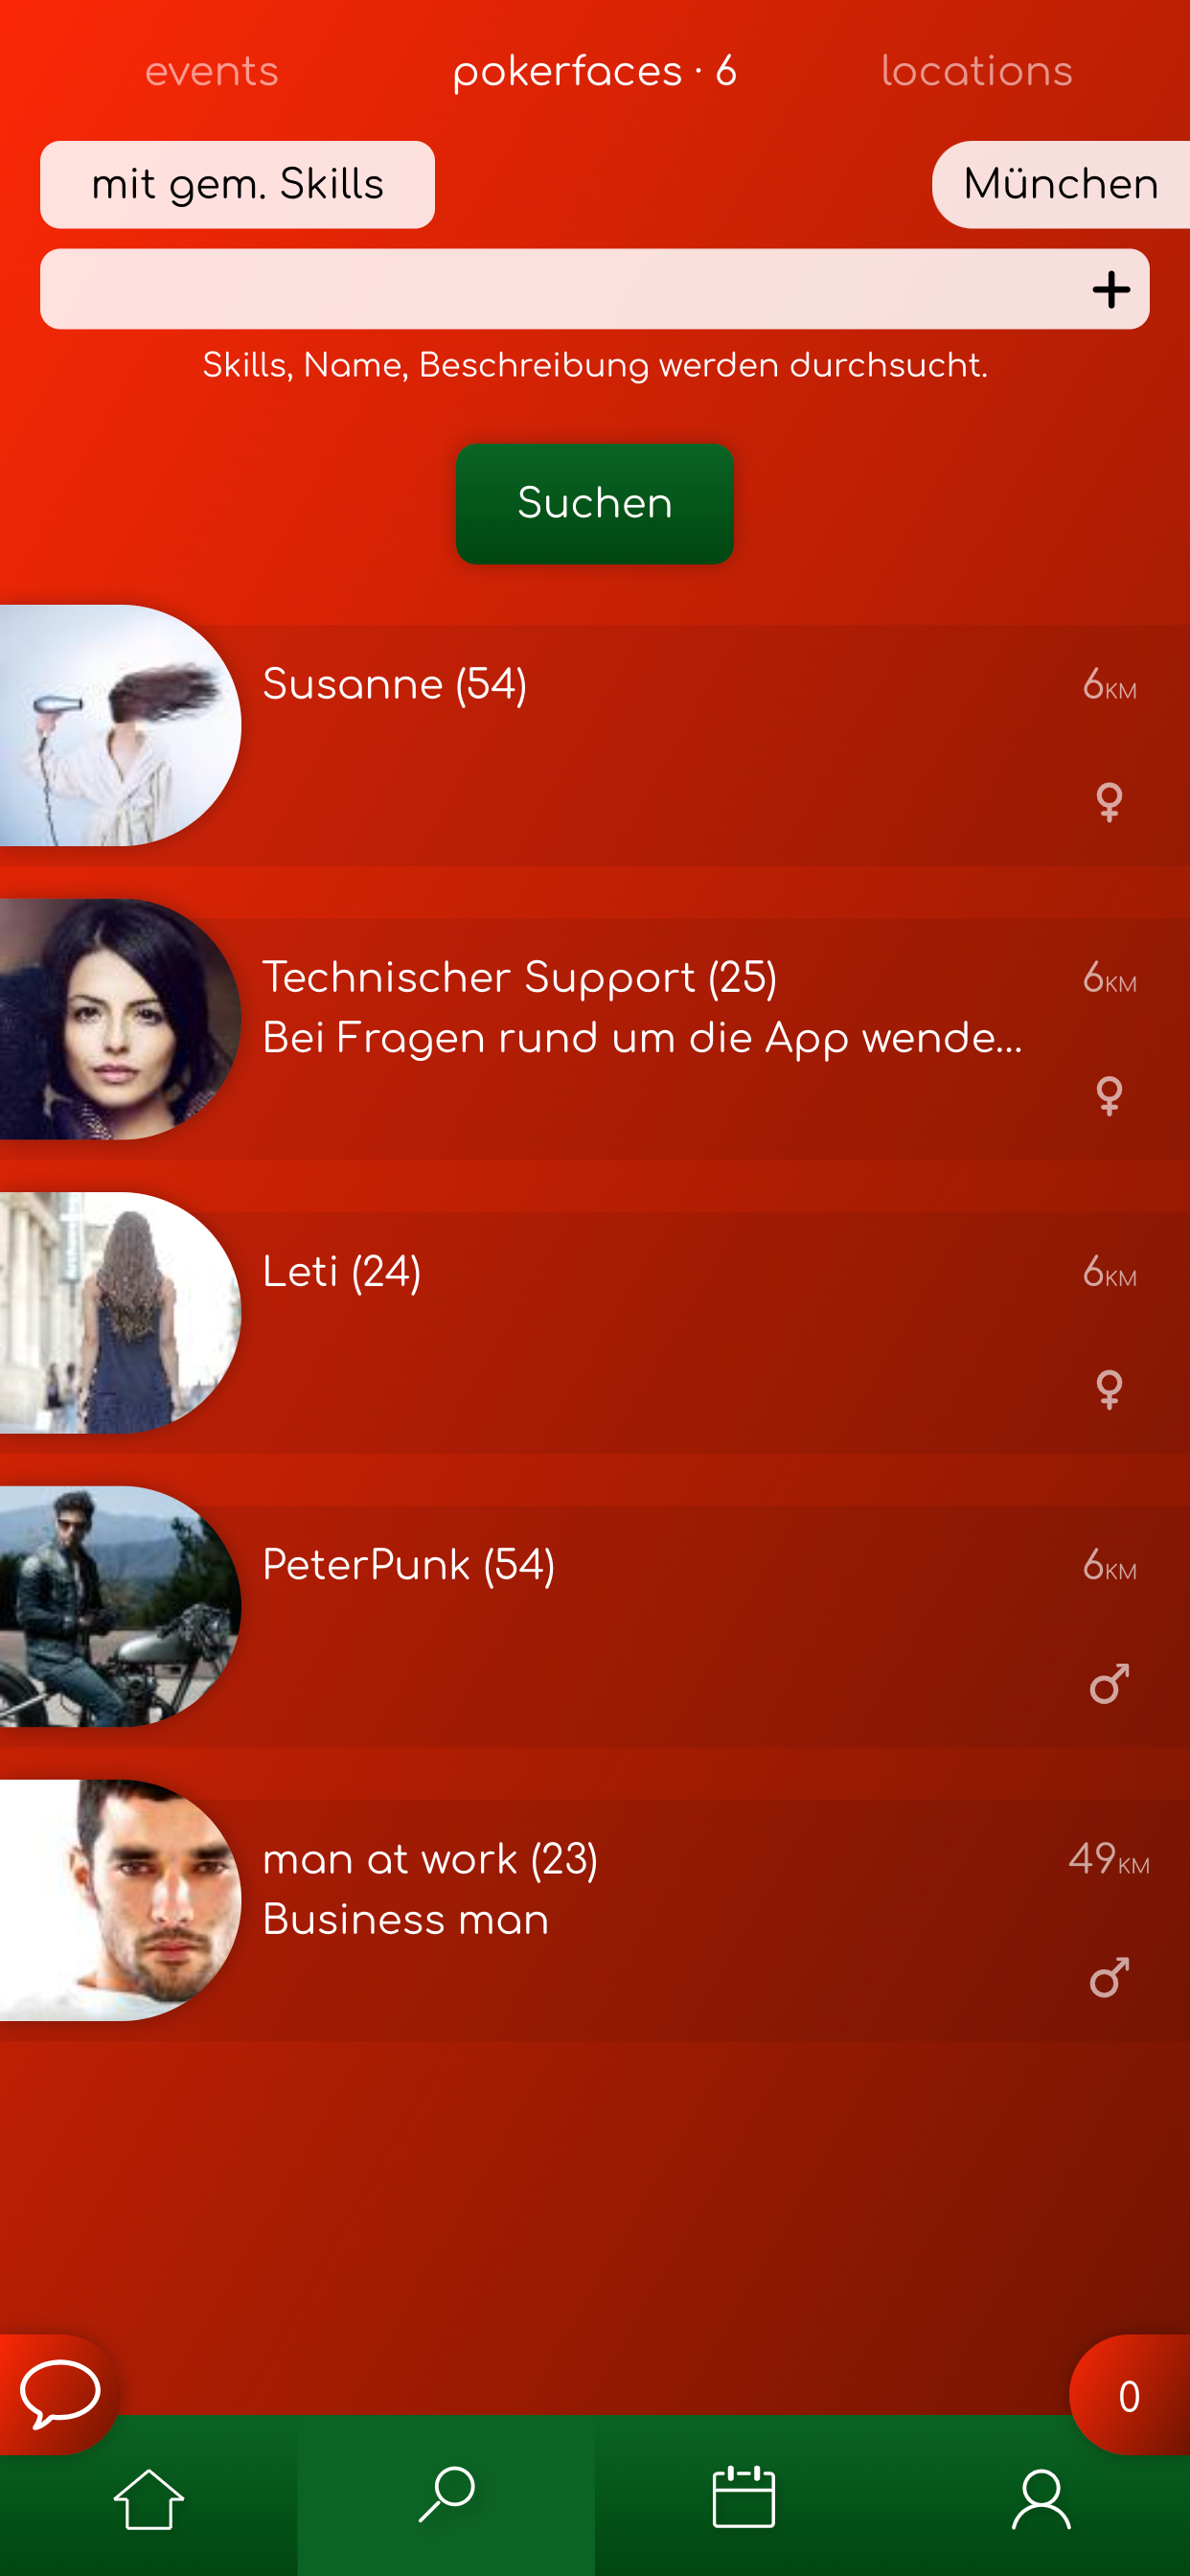 events pokerfaces · 6 locations
mit gem. Skills München
Skills, Name, Beschreibung werden durchsucht.
Suchen
Susanne (54) 6KM
Technischer Support (25) 6KM
Bei Fragen rund um die App wende...
Leti (24) 6KM
PeterPunk (54) 6KM
man at work (23) 49KM
Business man
0